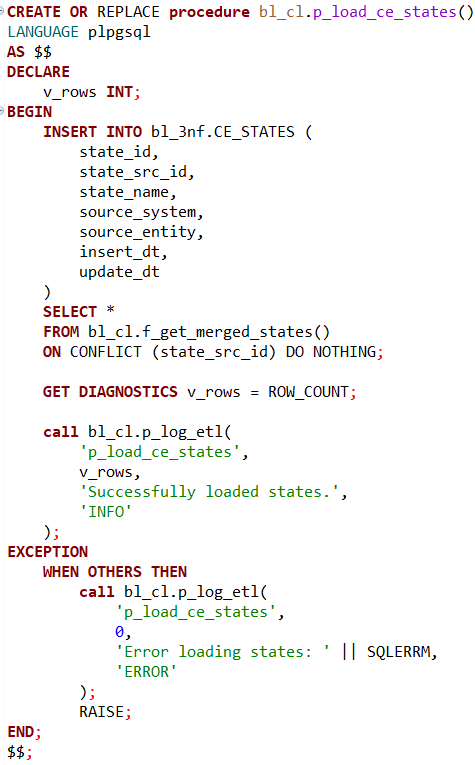 CREATE OR REPLACE procedure bl_cl.p_load_ce_states()
LANGUAGE plpgsql
AS $$
DECLARE
    v_rows INT;
BEGIN
    INSERT INTO bl_3nf.CE_STATES (
        state_id,
        state_src_id,
        state_name,
        source_system,
        source_entity,
        insert_dt,
        update_dt
    )
    SELECT *
    FROM bl_cl.f_get_merged_states()
    ON CONFLICT (state_src_id) DO NOTHING;

    GET DIAGNOSTICS v_rows = ROW_COUNT;

    call bl_cl.p_log_etl(
        'p_load_ce_states',
        v_rows,
        'Successfully loaded states.',
        'INFO'
    );
EXCEPTION
    WHEN OTHERS THEN
        call bl_cl.p_log_etl(
            'p_load_ce_states',
            0,
            'Error loading states: ' || SQLERRM,
            'ERROR'
        );
        RAISE;
END;
$$;